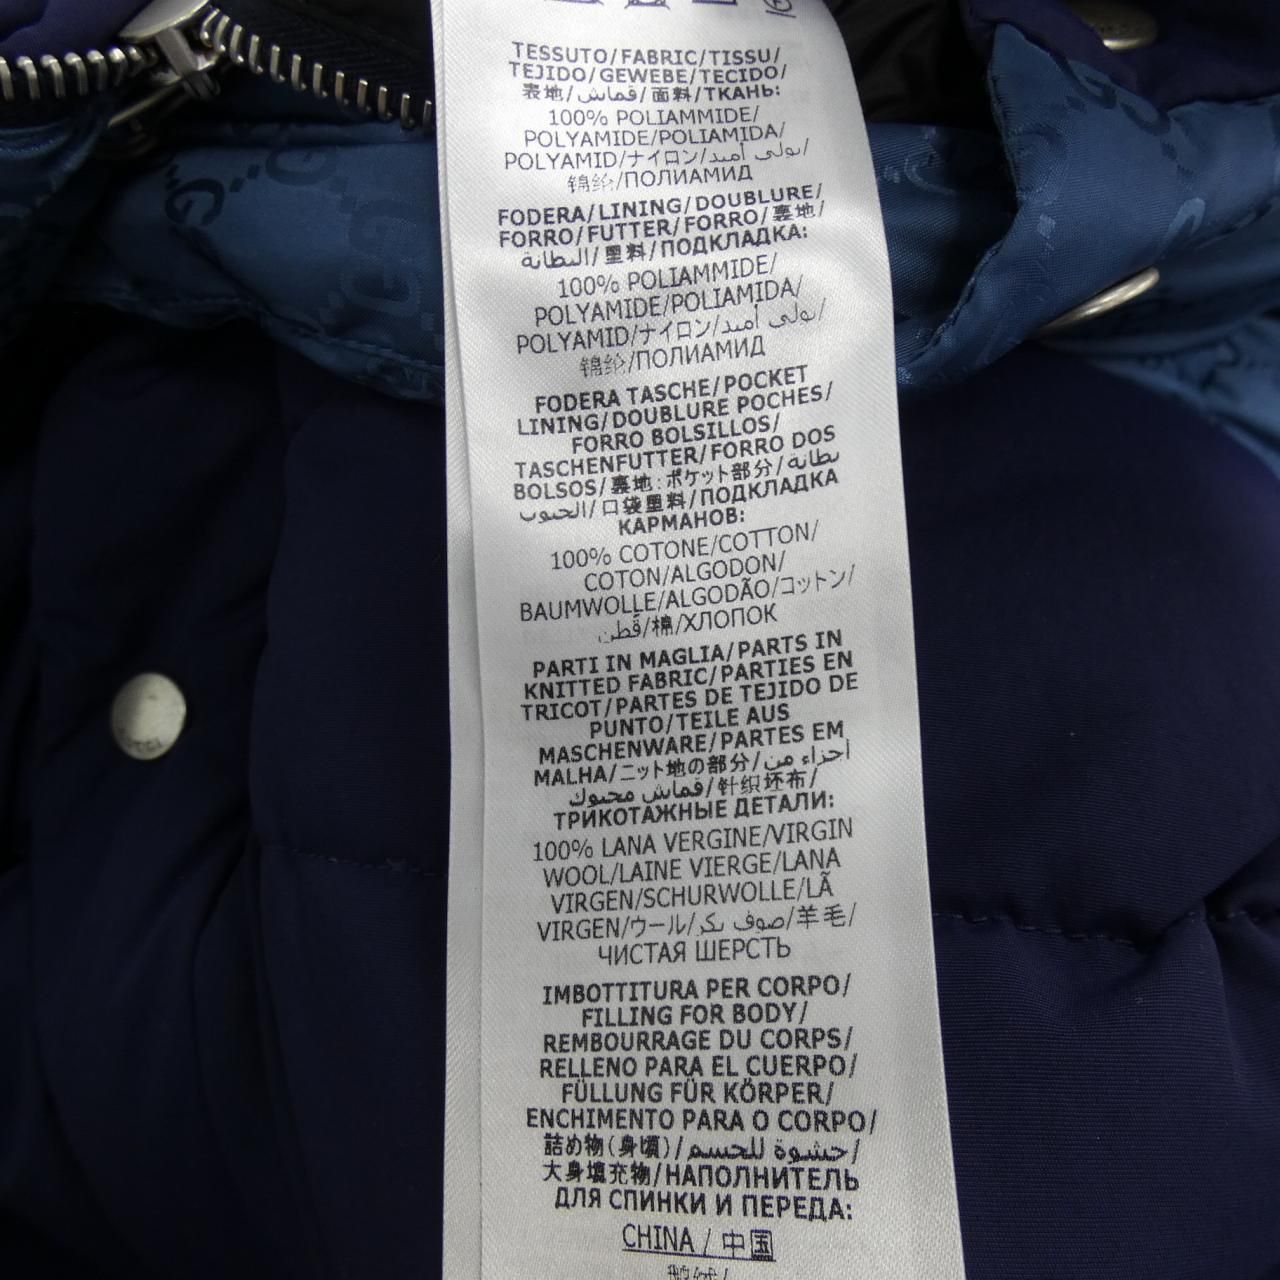 TESSUTO/FABRIC/TISSU/
TEJIDO/GEWEBE/TECIDO/
表地/قماش/面料/ТКАНЬ:
100% POLIAMMIDE/
POLYAMIDE/POLIAMIDA/
POLYAMID/ナイロン/بولي أميد/
锦纶/ПОЛИАМИД
FODERA/LINING/DOUBLURE/
FORRO/FUTTER/FORRO/裏地/
البطانة/里料/ПОДКЛАДКА:
100% POLIAMMIDE/
POLYAMIDE/POLIAMIDA/
POLYAMID/ナイロン/بولي أميد/
锦纶/ПОЛИАМИД
FODERA TASCHE/POCKET
LINING/DOUBLURE POCHES/
FORRO BOLSILLOS/
TASCHENFUTTER/FORRO DOS
BOLSOS/裏地:ポケット部分/بطانة
الجيوب/口袋里料/ПОДКЛАДКА
КАРМАНОВ:
100% COTONE/COTTON/
COTON/ALGODON/
BAUMWOLLE/ALGODÃO/コットン/
قطن/棉/ХЛОПОК
PARTI IN MAGLIA/PARTS IN
KNITTED FABRIC/PARTIES EN
TRICOT/PARTES DE TEJIDO DE
PUNTO/TEILE AUS
MASCHENWARE/PARTES EM
MALHA/ニット地の部分/أجزاء من
قماش محبوك/针织坯布/
ТРИКОТАЖНЫЕ ДЕТАЛИ:
100% LANA VERGINE/VIRGIN
WOOL/LAINE VIERGE/LANA
VIRGEN/SCHURWOLLE/LÃ
VIRGEN/ウール/صوف بكر/羊毛/
ЧИСТАЯ ШЕРСТЬ
IMBOTTITURA PER CORPO/
FILLING FOR BODY/
REMBOURRAGE DU CORPS/
RELLENO PARA EL CUERPO/
FÜLLUNG FÜR KÖRPER/
ENCHIMENTO PARA O CORPO/
詰め物(身頃)/حشوة للجسم/
大身填充物/НАПОЛНИТЕЛЬ
ДЛЯ СПИНКИ И ПЕРЕДА:
CHINA / 中国